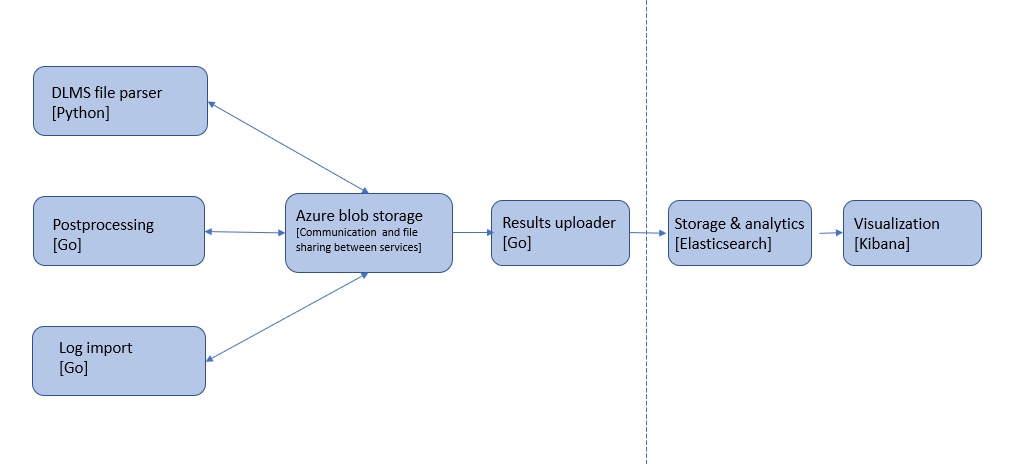 DLMS file parser
[Python]
Postprocessing
[Go]
Log import
[Go]
Azure blob storage
[Communication and file
sharing between services]
Results uploader
[Go]
Storage & analytics
[Elasticsearch]
Visualization
[Kibana]